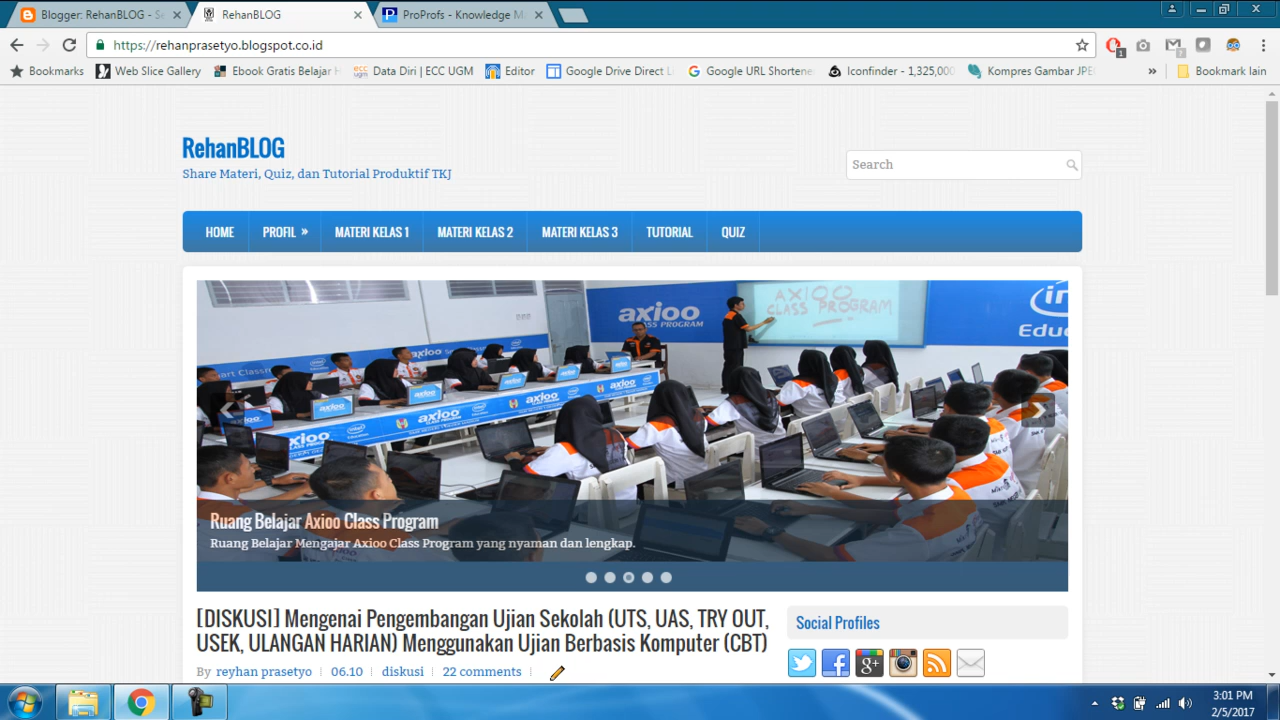 Blogger: RehanBLOG - Se
RehanBLOG
ProProfs - Knowledge M
https://rehanprasetyo.blogspot.co.id
Bookmarks
Web Slice Gallery
Ebook Gratis Belajar H
Data Diri | ECC UGM
Editor
Google Drive Direct L
Google URL Shortene
Iconfinder - 1,325,000
Kompres Gambar JPE
»
Bookmark lain
RehanBLOG
Share Materi, Quiz, dan Tutorial Produktif TKJ
Search
HOME
PROFIL »
MATERI KELAS 1
MATERI KELAS 2
MATERI KELAS 3
TUTORIAL
QUIZ
axioo
CLASS PROGRAM
AXIOO
CLASS PROGRAM
Ruang Belajar Axioo Class Program
Ruang Belajar Mengajar Axioo Class Program yang nyaman dan lengkap.
[DISKUSI] Mengenai Pengembangan Ujian Sekolah (UTS, UAS, TRY OUT,
USEK, ULANGAN HARIAN) Menggunakan Ujian Berbasis Komputer (CBT)
By reyhan prasetyo
06.10
diskusi
22 comments
Social Profiles
3:01 PM
2/5/2017